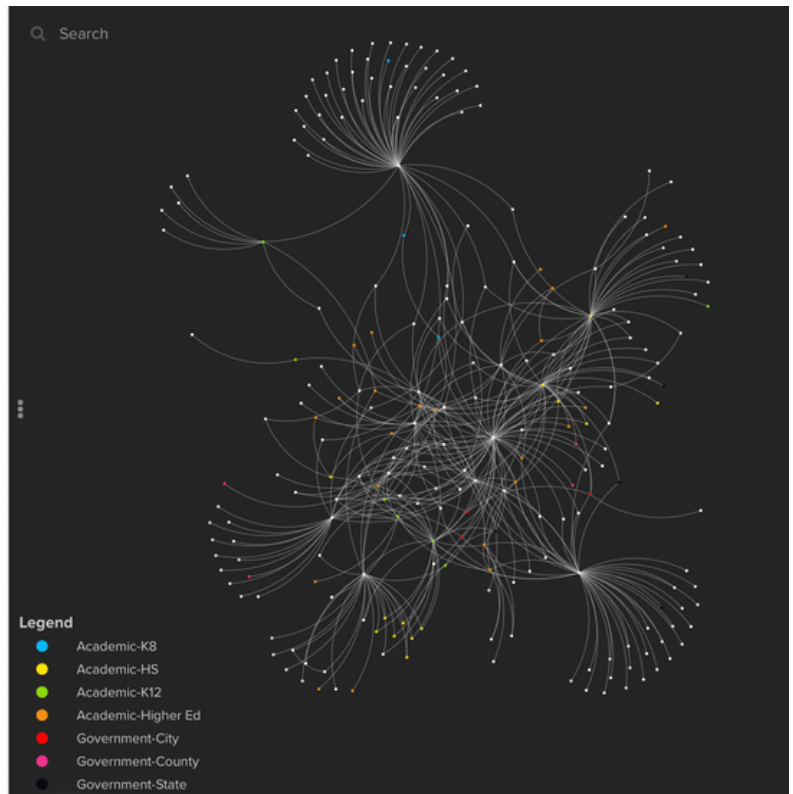 Search
Legend
Academic-K8
Academic-HS
Academic-K12
Academic-Higher Ed
Government-City
Government-County
Government-State